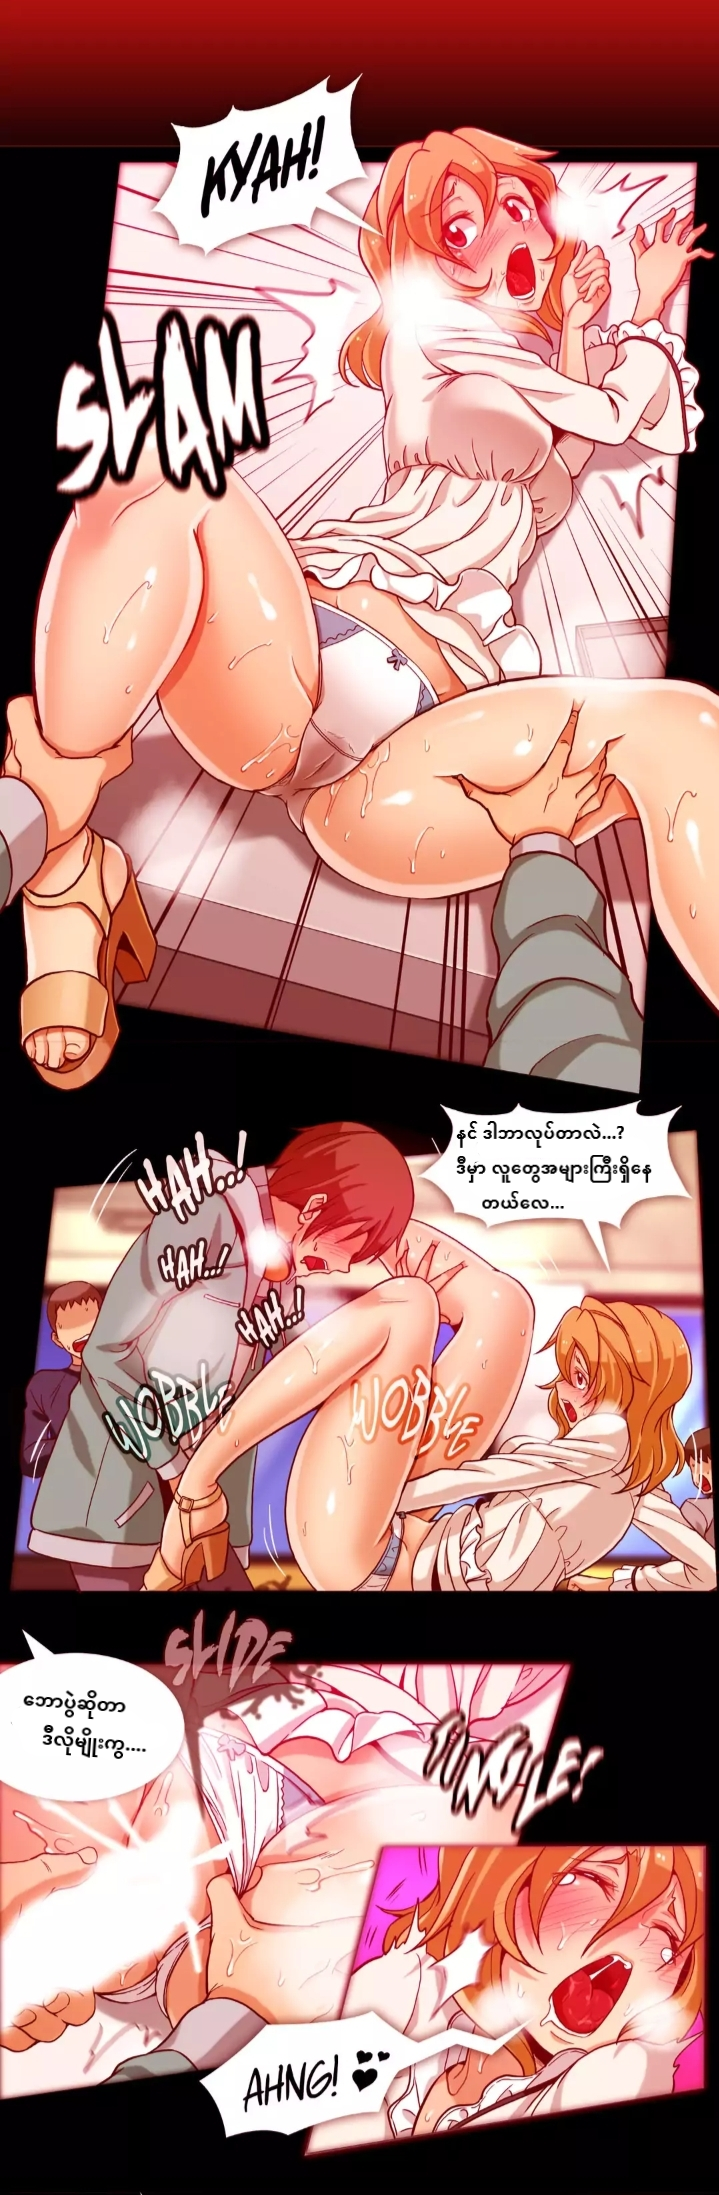 KYAH!
SLAM
နင် ဒါဘာလုပ်တာလဲ...?
ဒီမှာ လူတွေအများကြီးရှိနေ
တယ်လေ...
HAH..!
HAH..!
HAH..!
WOBBLE
WOBBLE
SLIDE
ဘောပွဲဆိုတာ
ဒီလိုမျိုးကွ....
TINGLE!
AHNG!